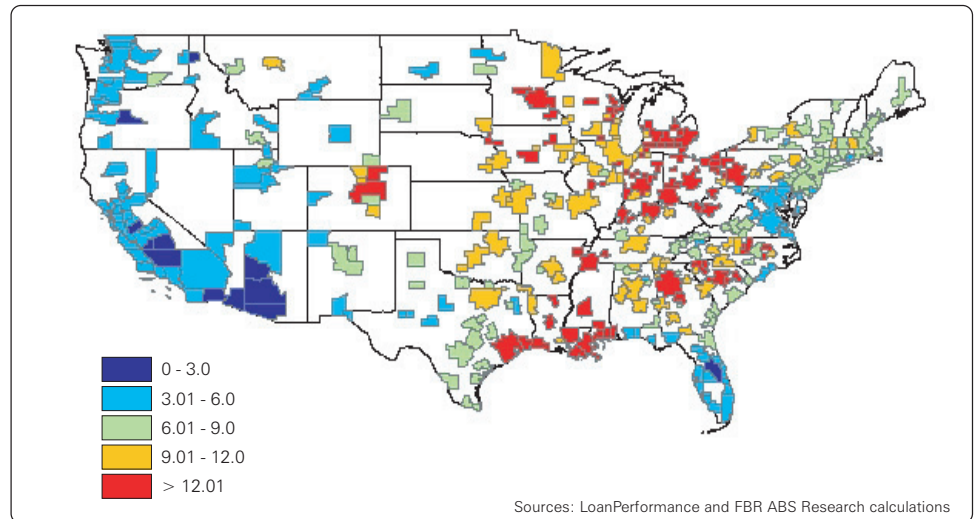 0 - 3.0
3.01 - 6.0
6.01 - 9.0
9.01 - 12.0
> 12.01
Sources: LoanPerformance and FBR ABS Research calculations